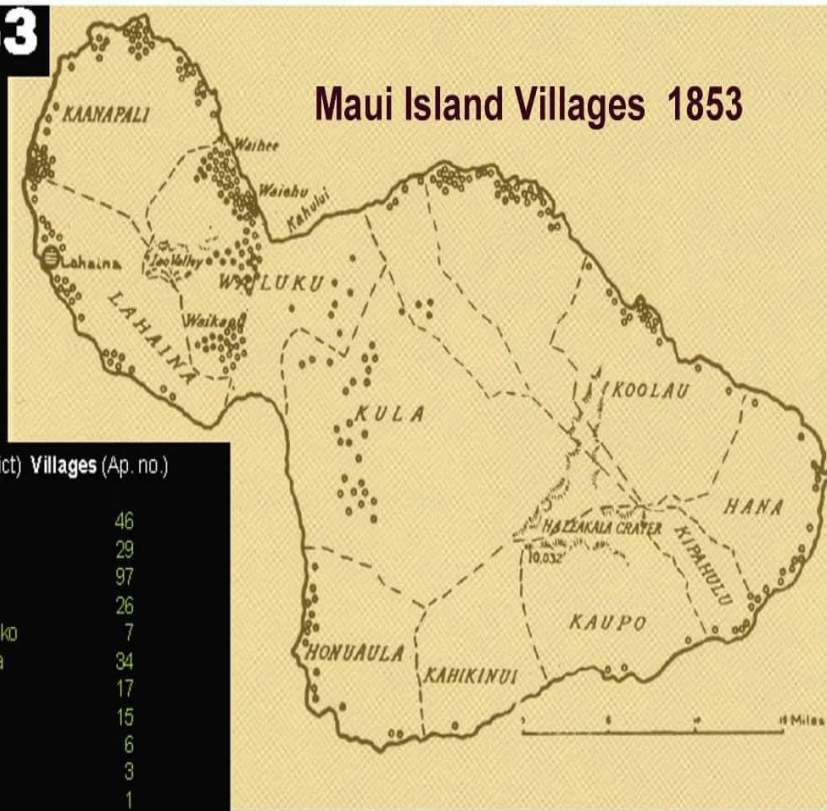 3
Maui Island Villages 1853
KAANAPALI
Waihee
Waiehu
Kahului
Lahaina
Iao Valley
WAILUKU
LAHAINA
KULA
KOOLAU
HANA
HALEAKALA CRATER
10,032'
KIPAHULU
KAUPO
HONUAULA
KAHIKINUI
Miles
ict) Villages (Ap. no.)
46
29
97
26
ko 7
a 34
17
15
6
3
1